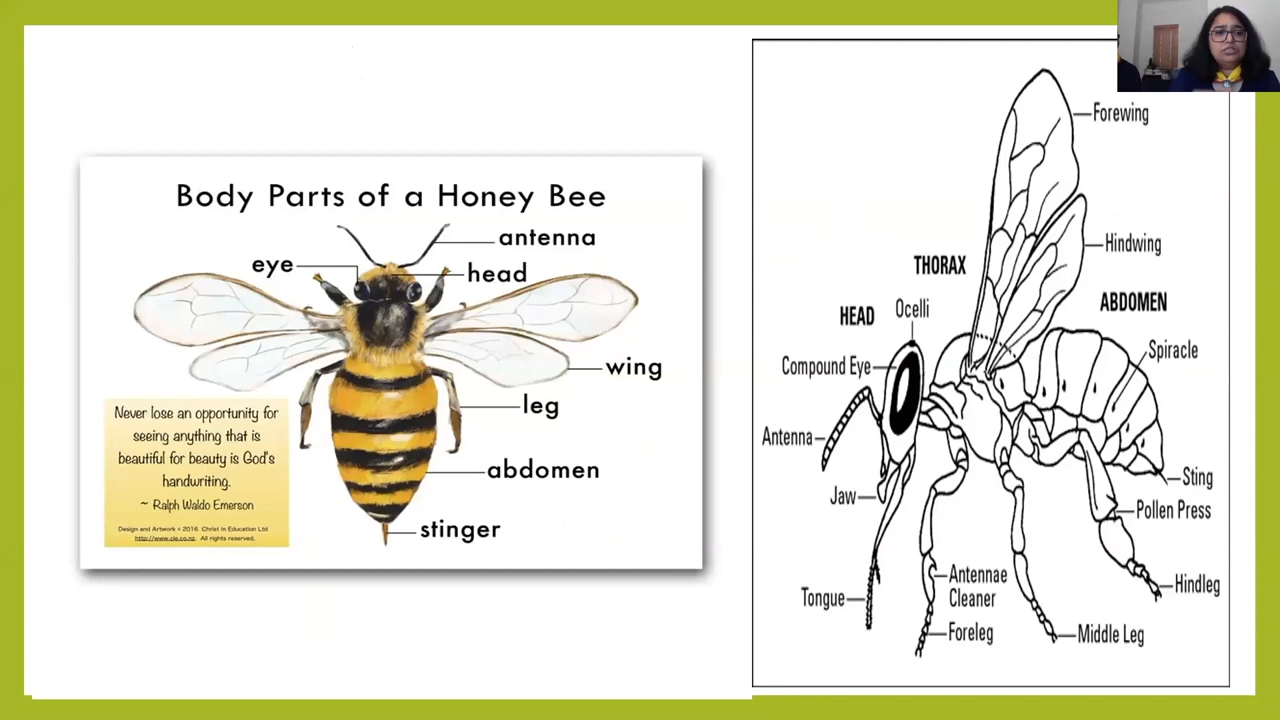 Body Parts of a Honey Bee
antenna
eye
head
wing
leg
abdomen
stinger
Never lose an opportunity for
seeing anything that is
beautiful for beauty is God's
handwriting.
~ Ralph Waldo Emerson
Design and Artwork © 2016 Christ in Education Ltd
http://www.cie.co.nz. All rights reserved.
Forewing
Hindwing
THORAX
ABDOMEN
HEAD
Ocelli
Spiracle
Compound Eye
Antenna
Sting
Jaw
Pollen Press
Antennae
Cleaner
Hindleg
Tongue
Foreleg
Middle Leg